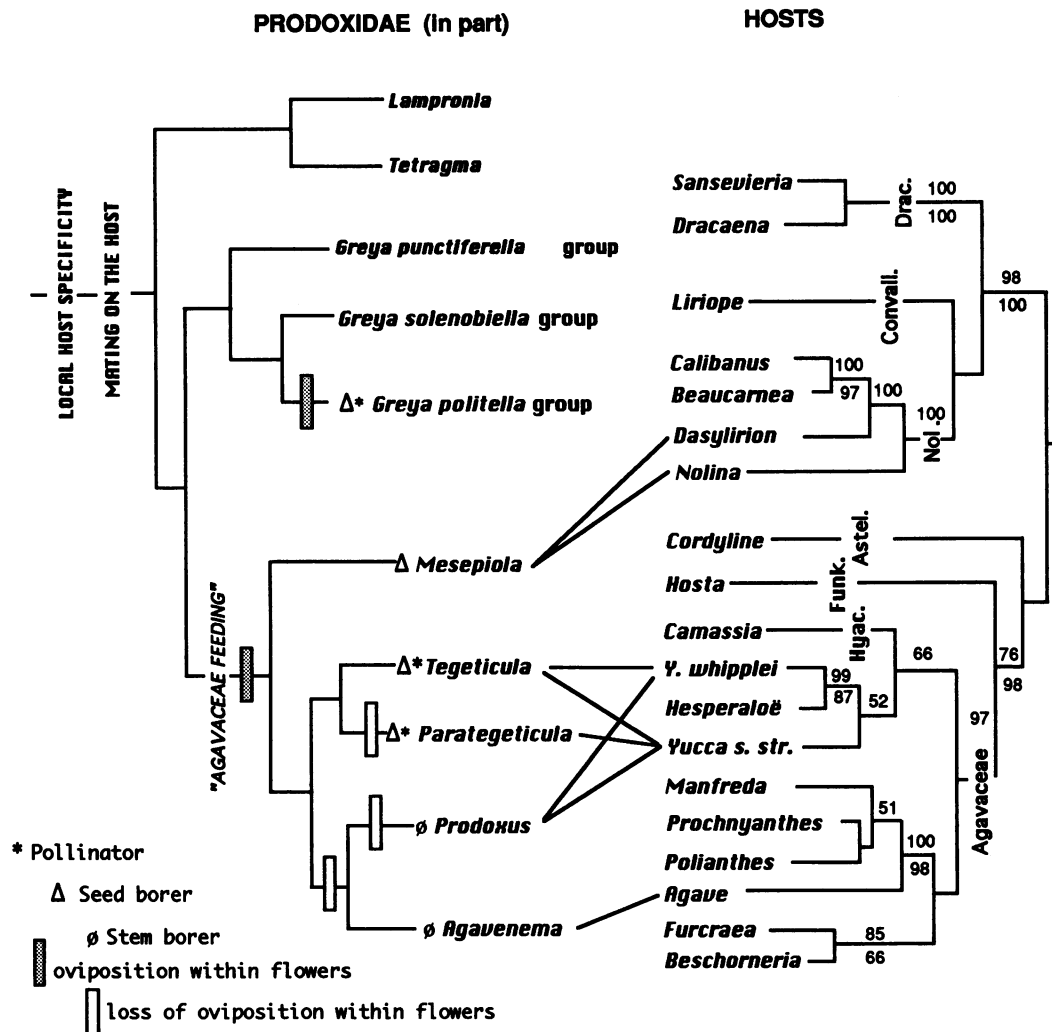 PRODOXIDAE (in part)
HOSTS
Lampronia
Tetragma
Greya punctiferella group
Greya solenobiella group
Δ* Greya politella group
LOCAL HOST SPECIFICITY
MATING ON THE HOST
"AGAVACEAE FEEDING"
Δ Mesepiola
Δ* Tegeticula
Δ* Parategeticula
ø Prodoxus
ø Agavenema
Sansevieria
Dracaena
Drac.
100
100
Liriope
Convall.
98
100
Calibanus
Beaucarnea
100
97
Dasylirion
100
Nolina
100
Nol.
Cordyline
Astel.
Hosta
Funk.
Camassia
Hyac.
66
76
98
Y. whipplei
99
Hesperaloë
87
52
Yucca s. str.
97
Agavaceae
Manfreda
51
Prochnyanthes
Polianthes
100
98
Agave
Furcraea
85
Beschorneria
66
* Pollinator
Δ Seed borer
ø Stem borer
oviposition within flowers
loss of oviposition within flowers